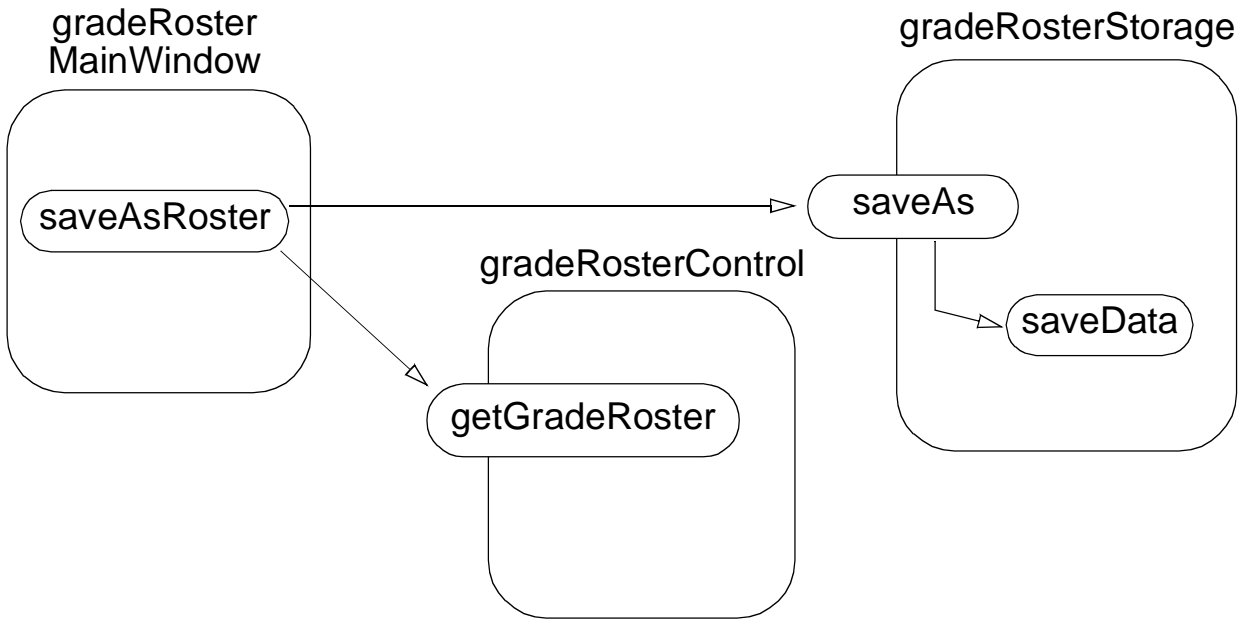 gradeRoster
MainWindow
gradeRosterStorage
saveAsRoster
saveAs
gradeRosterControl
saveData
getGradeRoster